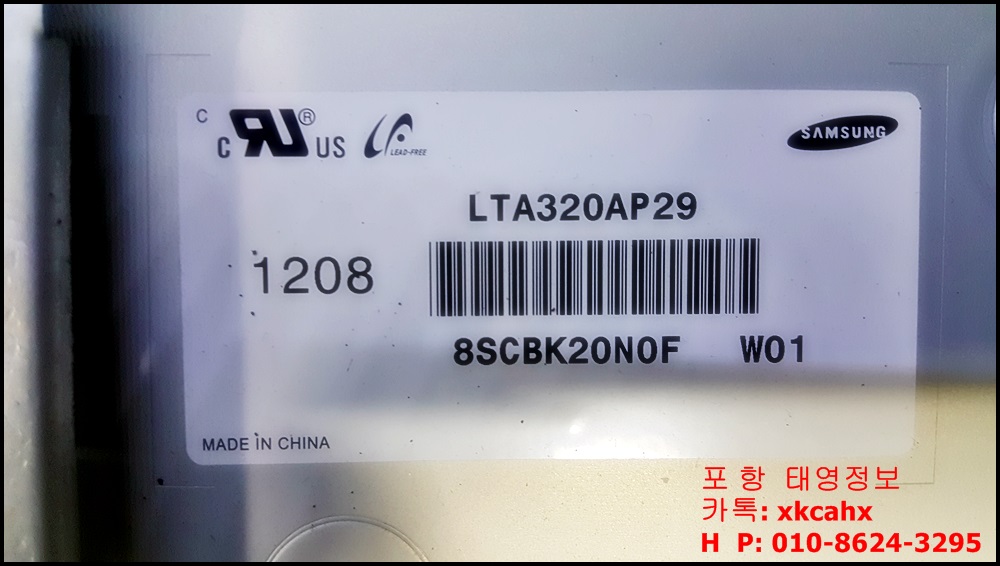 C
C RU® US
LEAD-FREE
SAMSUNG
LTA320AP29
1208
8SCBK20N0F W01
MADE IN CHINA
포 항 태영정보
카톡: xkcahx
H P: 010-8624-3295